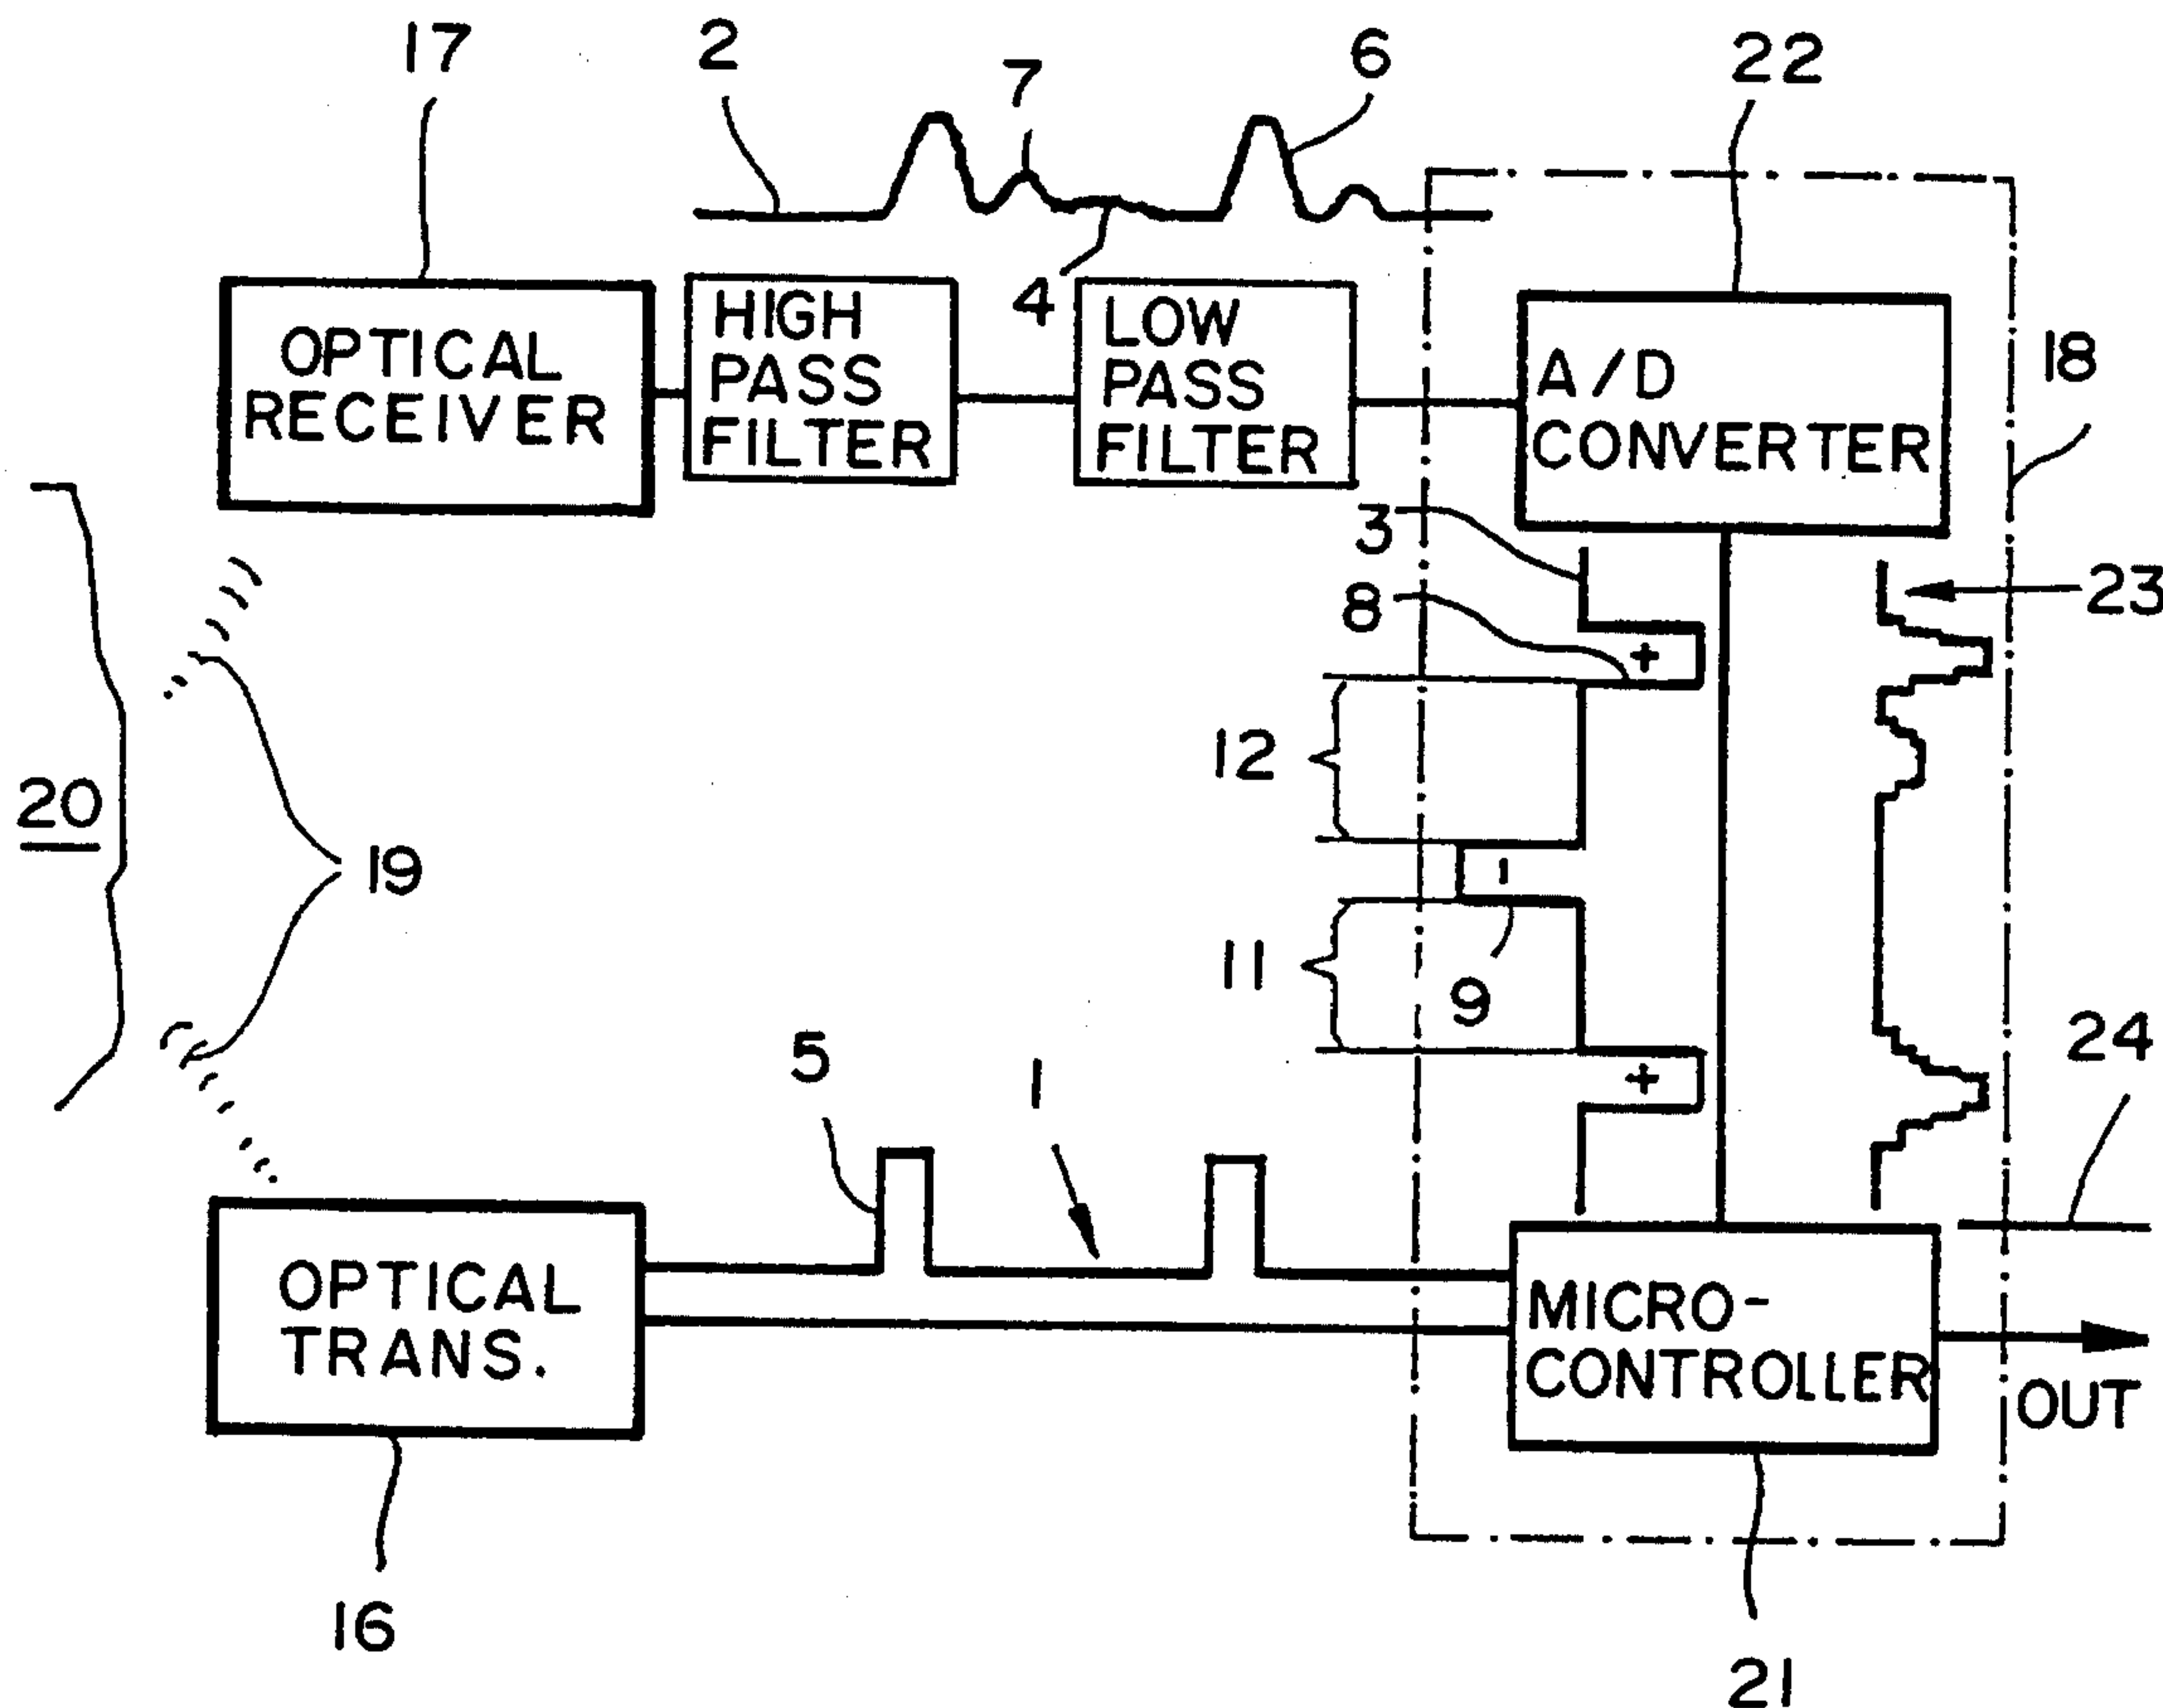 17
2
7
6
22
4
18
OPTICAL
RECEIVER
HIGH
PASS
FILTER
LOW
PASS
FILTER
A/D
CONVERTER
3
8
23
+
12
20
19
-
11
9
24
5
1
+
OPTICAL
TRANS.
MICRO-
CONTROLLER
OUT
16
21